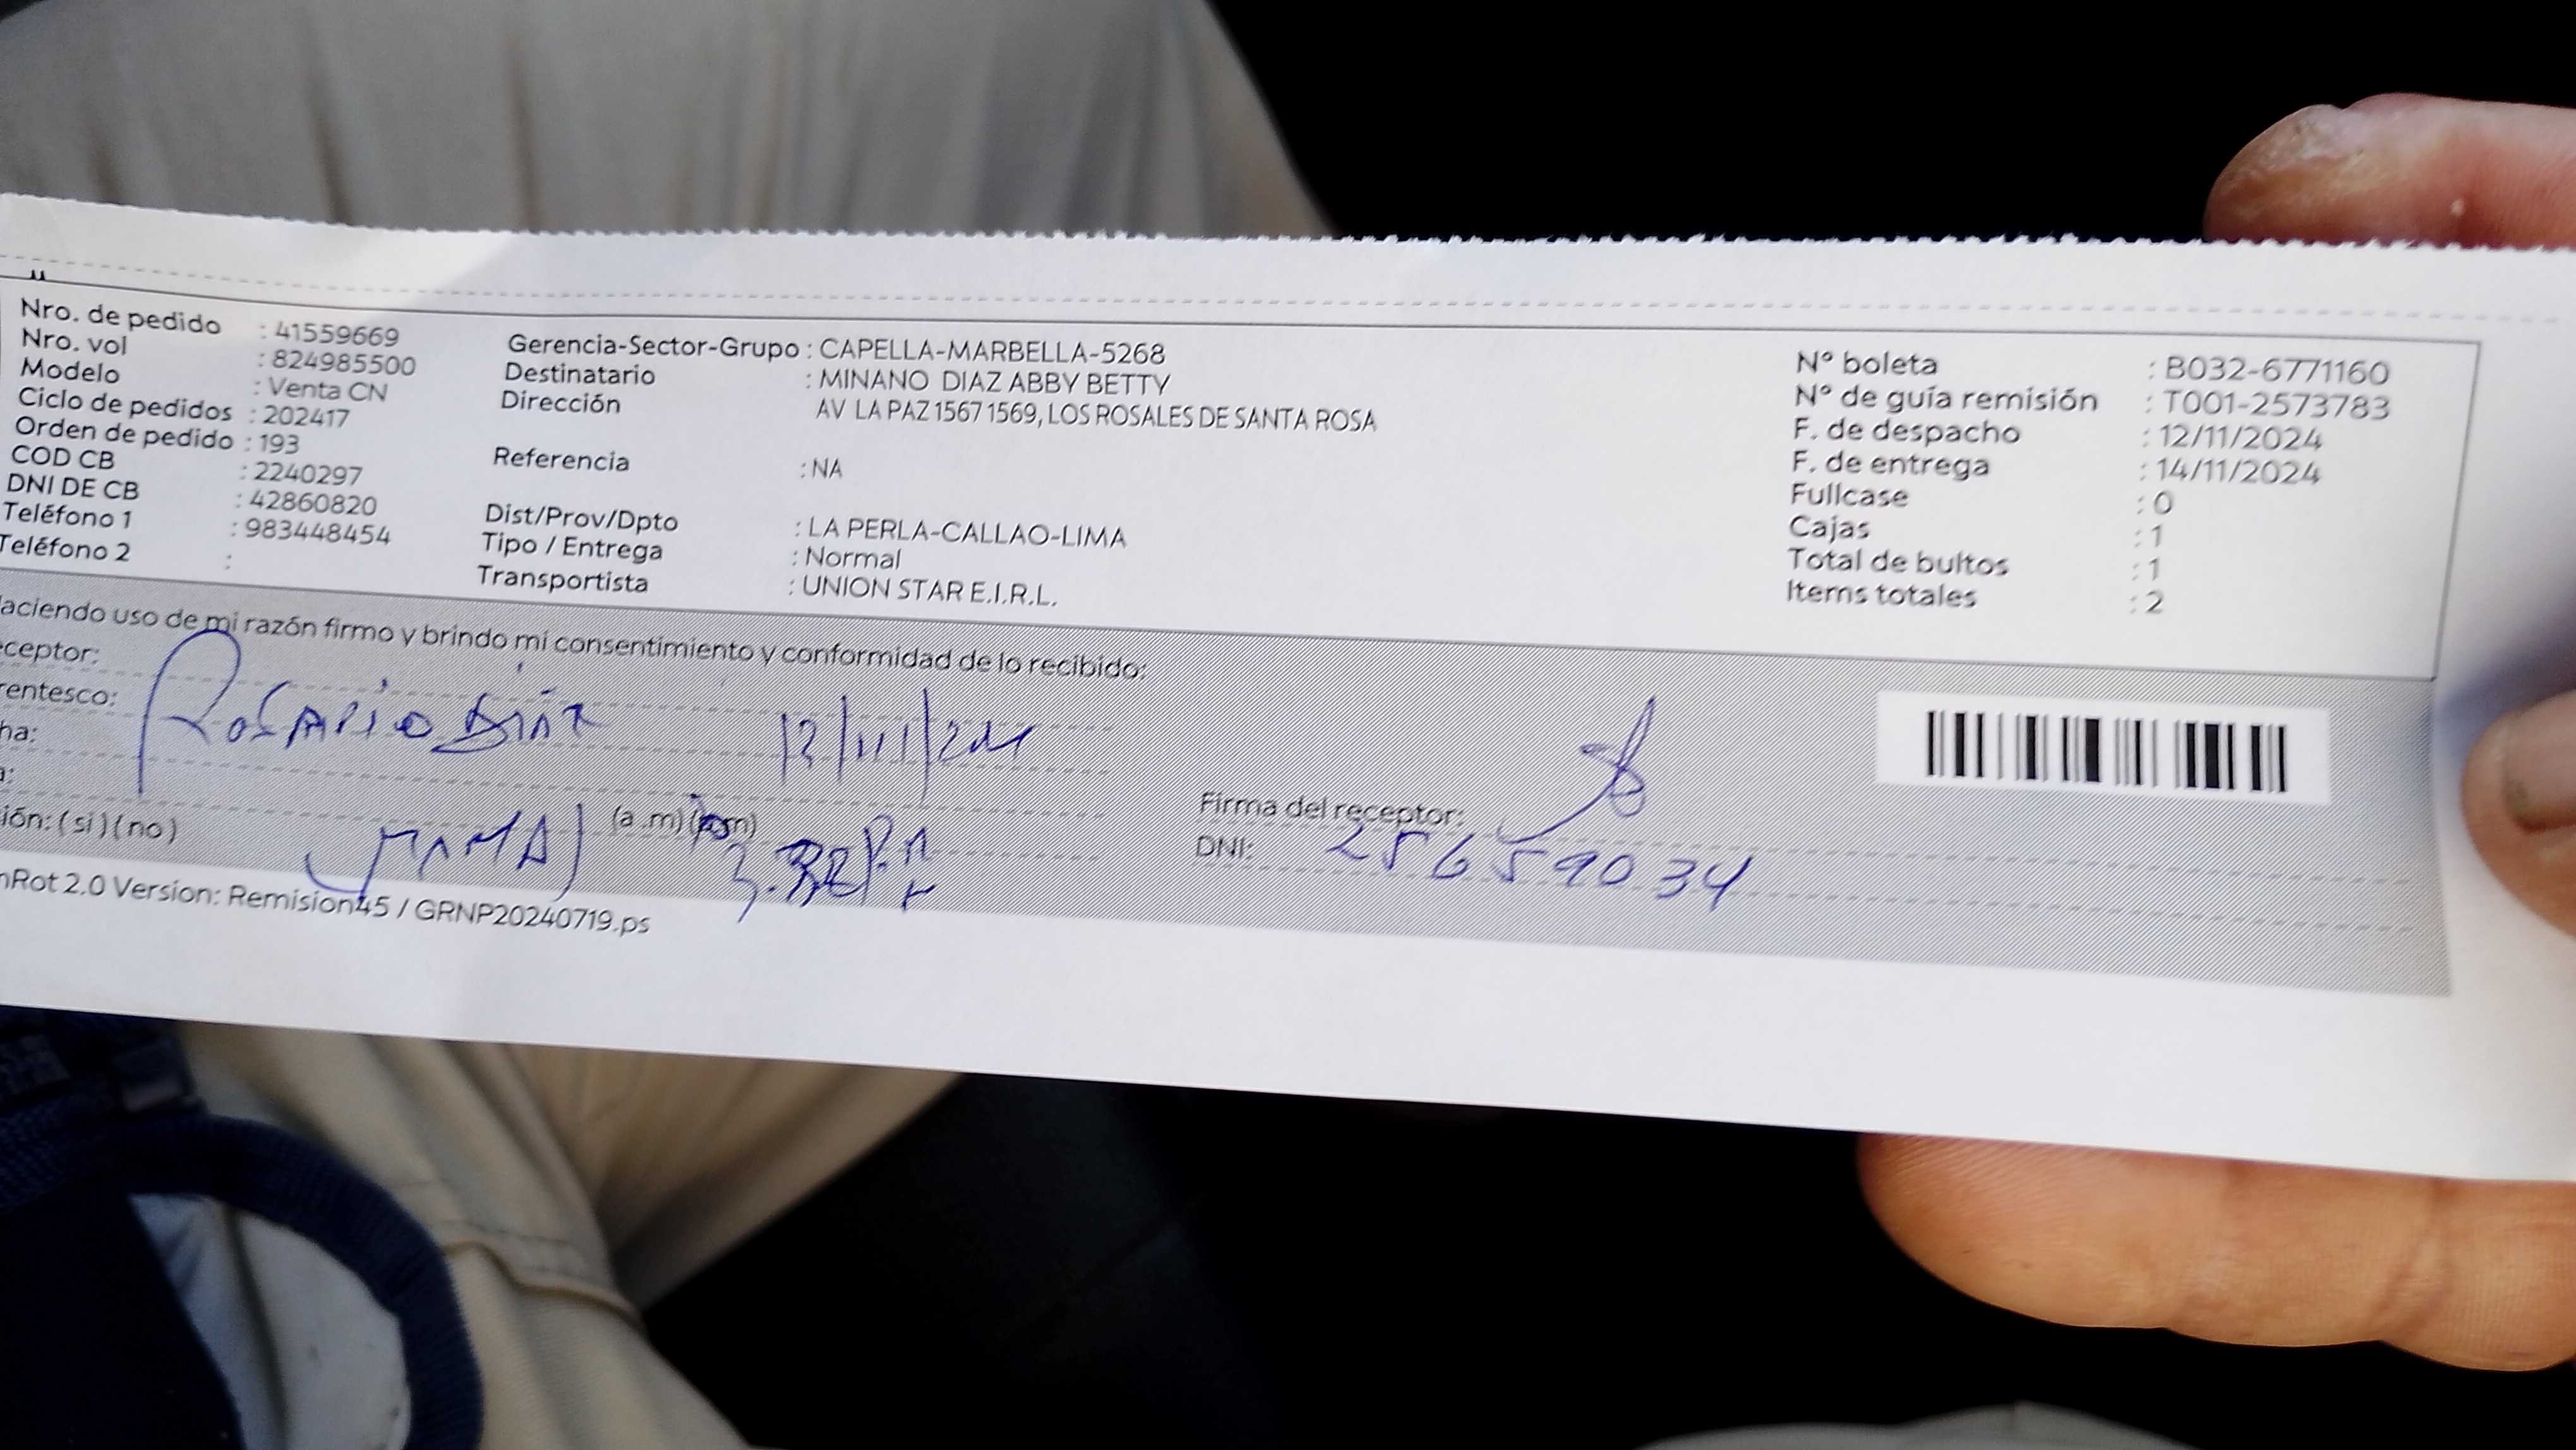 Nro. de pedido : 41559669
Nro. vol : 824985500
Modelo : Venta CN
Ciclo de pedidos : 202417
Orden de pedido : 193
COD CB : 2240297
DNI DE CB : 42860820
Teléfono 1 : 983448454
Teléfono 2 :
Gerencia-Sector-Grupo : CAPELLA-MARBELLA-5268
Destinatario : MINANO DIAZ ABBY BETTY
Dirección AV LA PAZ 1567 1569, LOS ROSALES DE SANTA ROSA
Referencia : NA
Dist/Prov/Dpto : LA PERLA-CALLAO-LIMA
Tipo / Entrega : Normal
Transportista : UNION STAR E.I.R.L.
N° boleta : B032-6771160
N° de guía remisión : T001-2573783
F. de despacho : 12/11/2024
F. de entrega : 14/11/2024
Fullcase : 0
Cajas : 1
Total de bultos : 1
Items totales : 2
aciendo uso de mi razón firmo y brindo mi consentimiento y conformidad de lo recibido:
ceptor:
rentesco:
Rosario Diaz
ha:
a:
ión: ( si ) ( no )
(MAMA)
(a .m) (p.m)
Firma del receptor:
DNI: 25659034
nRot 2.0 Version: Remision45 / GRNP20240719.ps